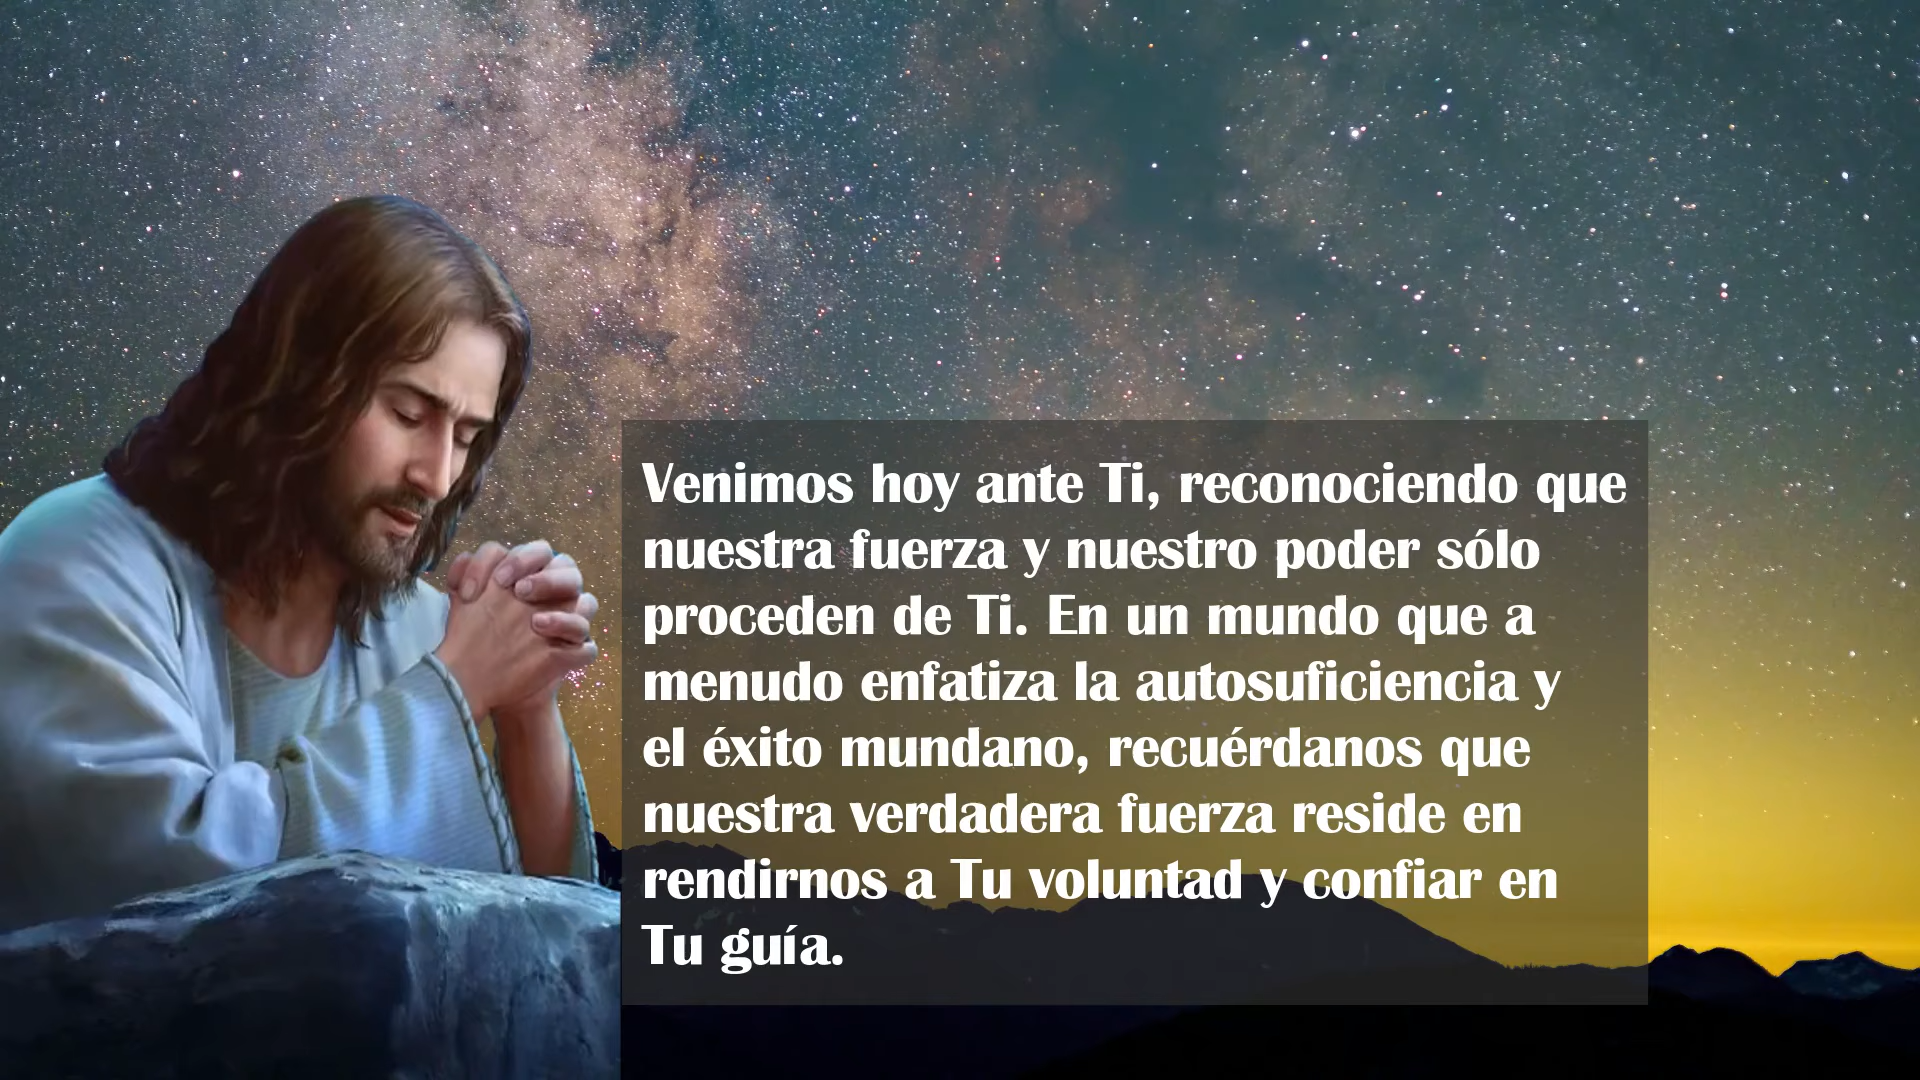 Venimos hoy ante Ti, reconociendo que
nuestra fuerza y nuestro poder sólo
proceden de Ti. En un mundo que a
menudo enfatiza la autosuficiencia y
el éxito mundano, recuérdanos que
nuestra verdadera fuerza reside en
rendirnos a Tu voluntad y confiar en
Tu guía.